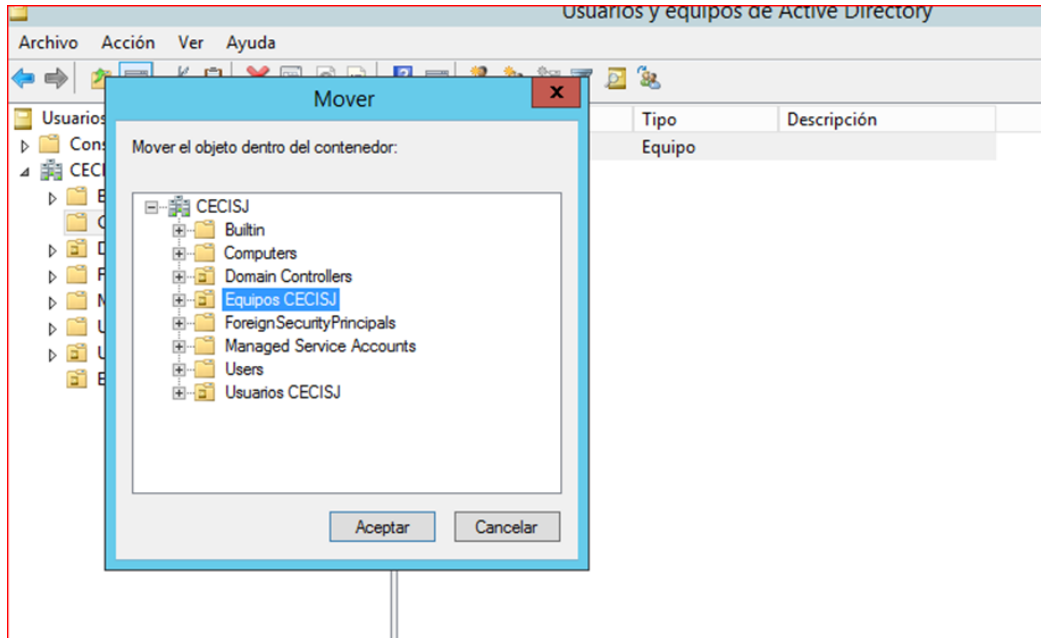 Usuarios y equipos de Active Directory
Archivo Acción Ver Ayuda
Mover
x
Usuarios
Tipo Descripción
Equipo
Mover el objeto dentro del contenedor:
CECISJ
Builtin
Computers
Domain Controllers
Equipos CECISJ
ForeignSecurityPrincipals
Managed Service Accounts
Users
Usuarios CECISJ
Aceptar Cancelar